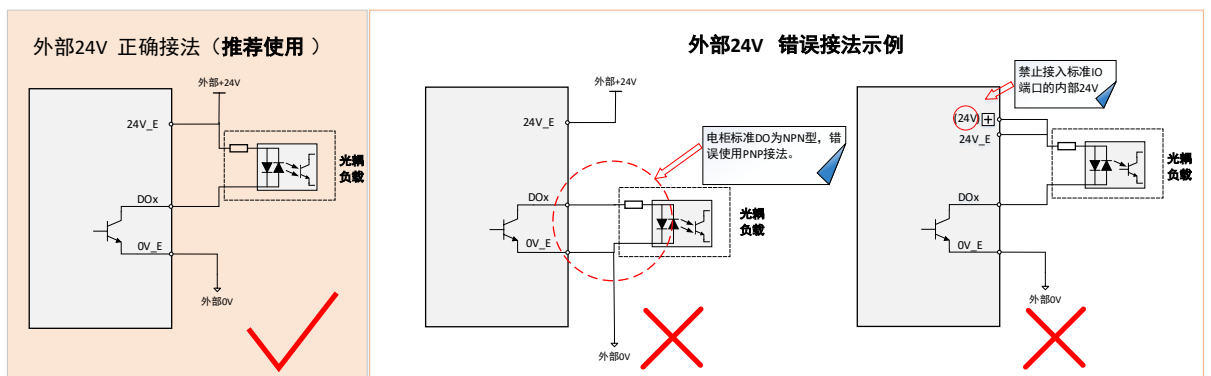 外部24V 正确接法（推荐使用 ）
外部+24V
24V_E
光耦
负载
DOx
0V_E
外部0V
外部24V 错误接法示例
外部+24V
24V_E
电柜标准DO为NPN型，错
误使用PNP接法。
DOx
0V_E
光耦
负载
外部0V
禁止接入标准IO
端口的内部24V
(24V)
24V_E
光耦
负载
DOx
0V_E
外部0V